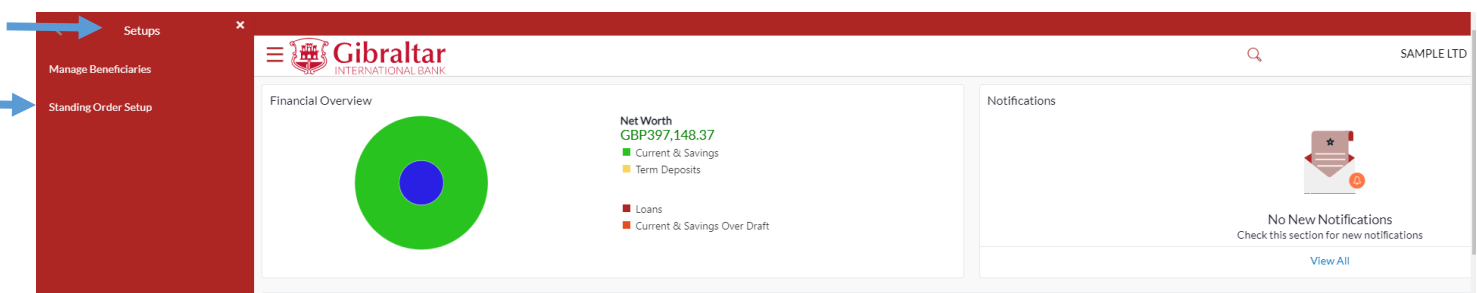 Setups
×
Manage Beneficiaries
Standing Order Setup
Gibraltar
INTERNATIONAL BANK
SAMPLE LTD
Financial Overview
Net Worth
GBP397,148.37
Current & Savings
Term Deposits
Loans
Current & Savings Over Draft
Notifications
No New Notifications
Check this section for new notifications
View All